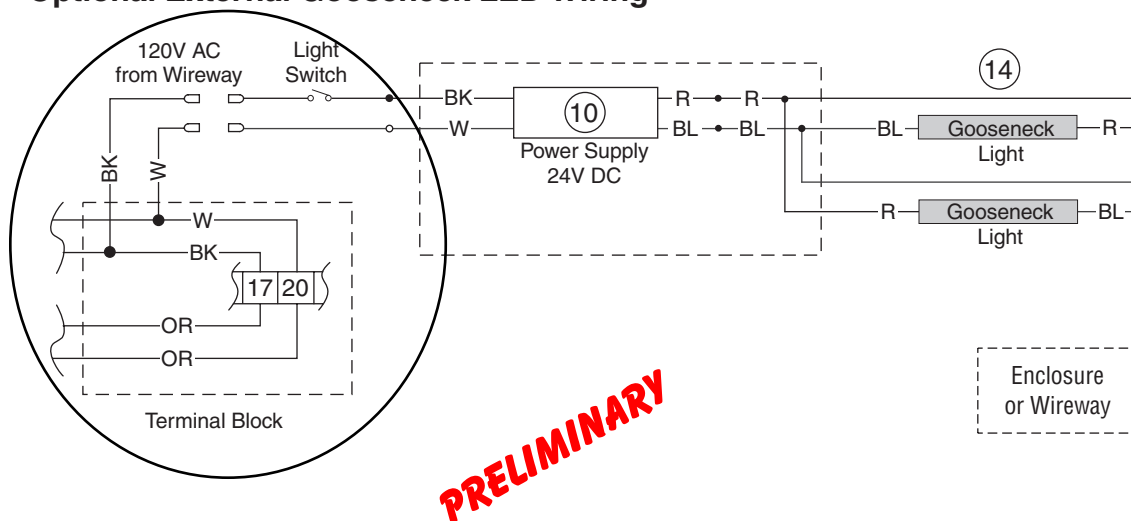 Optional External Gooseneck LED Wiring
120V AC
from Wireway
Light
Switch
14
BK
R
R
10
W
BL
BL
BL
Gooseneck
R
Light
Power Supply
24V DC
BK
W
W
BK
R
Gooseneck
BL
Light
17
20
OR
OR
Terminal Block
Enclosure
or Wireway
PRELIMINARY